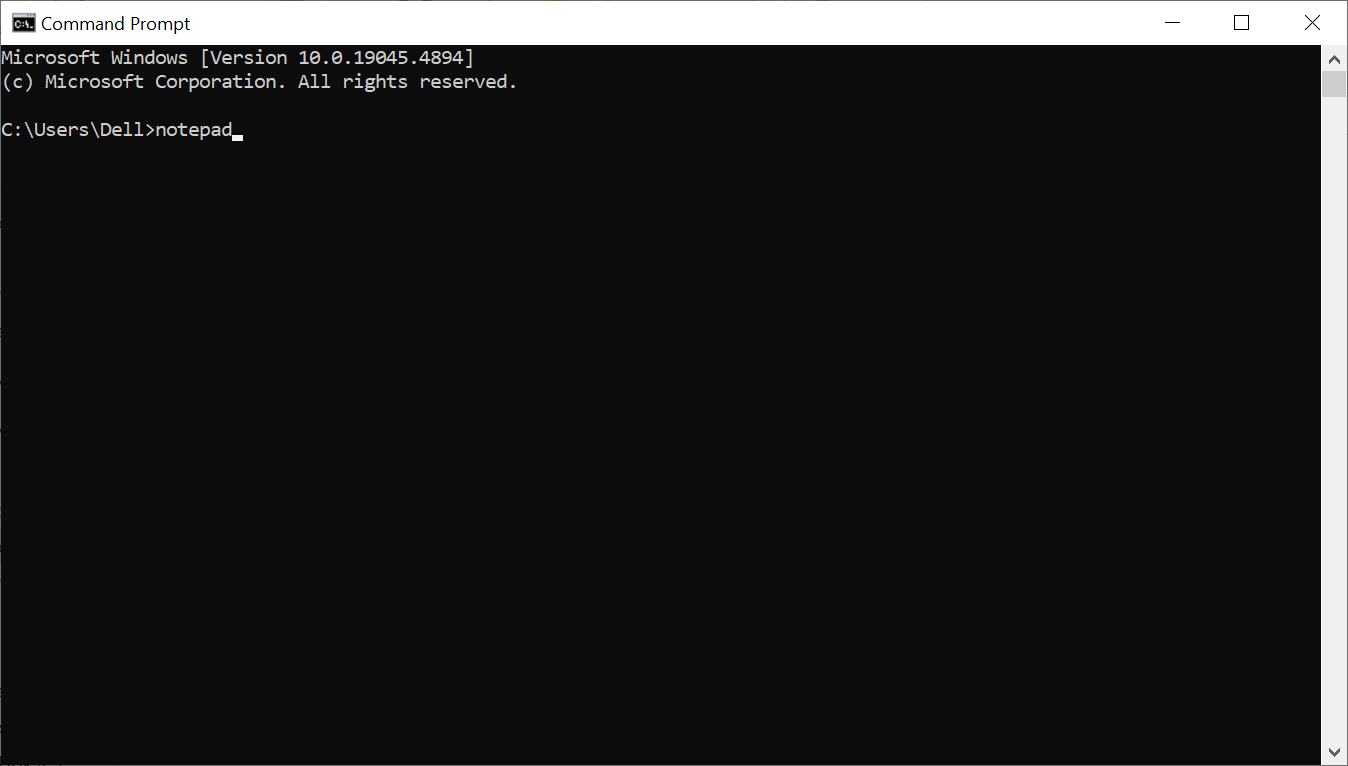 Command Prompt
Microsoft Windows [Version 10.0.19045.4894]
(c) Microsoft Corporation. All rights reserved.
C:\Users\Dell>notepad